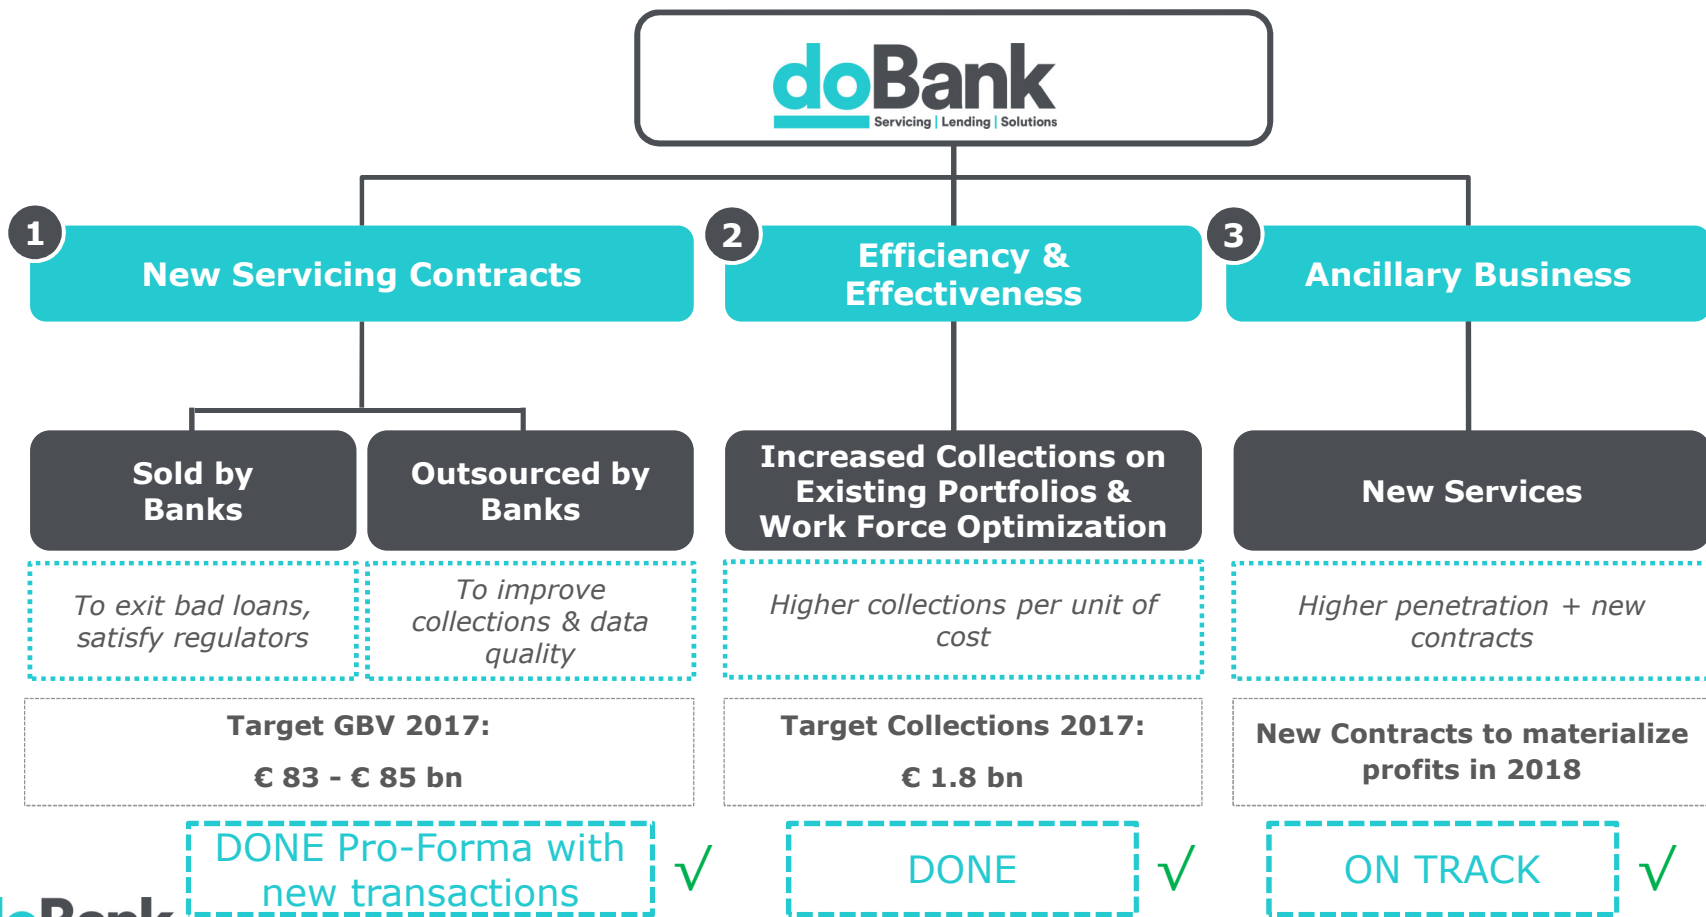 doBank
Servicing | Lending | Solutions
1
New Servicing Contracts
2
Efficiency &
Effectiveness
3
Ancillary Business
Sold by
Banks
Outsourced by
Banks
Increased Collections on
Existing Portfolios &
Work Force Optimization
New Services
To exit bad loans,
satisfy regulators
To improve
collections & data
quality
Higher collections per unit of
cost
Higher penetration + new
contracts
Target GBV 2017:
€ 83 - € 85 bn
Target Collections 2017:
€ 1.8 bn
New Contracts to materialize
profits in 2018
DONE Pro-Forma with
new transactions
√
DONE
√
ON TRACK
√
doBank